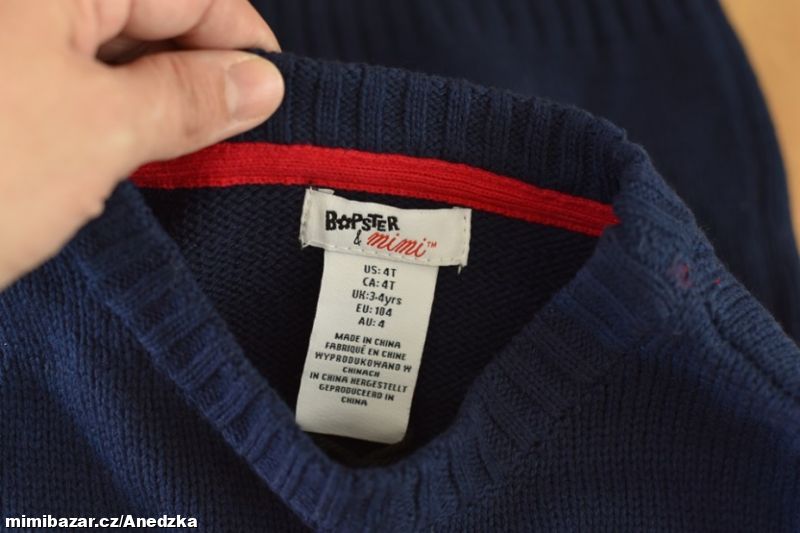 BOPSTER
& mimi™
US: 4T
CA: 4T
UK: 3-4yrs
EU: 104
AU: 4
MADE IN CHINA
FABRIQUÉ EN CHINE
WYPRODUKOWANO W
CHINACH
IN CHINA HERGESTELLT
GEPRODUCEERD IN
CHINA
mimibazar.cz/Anedzka